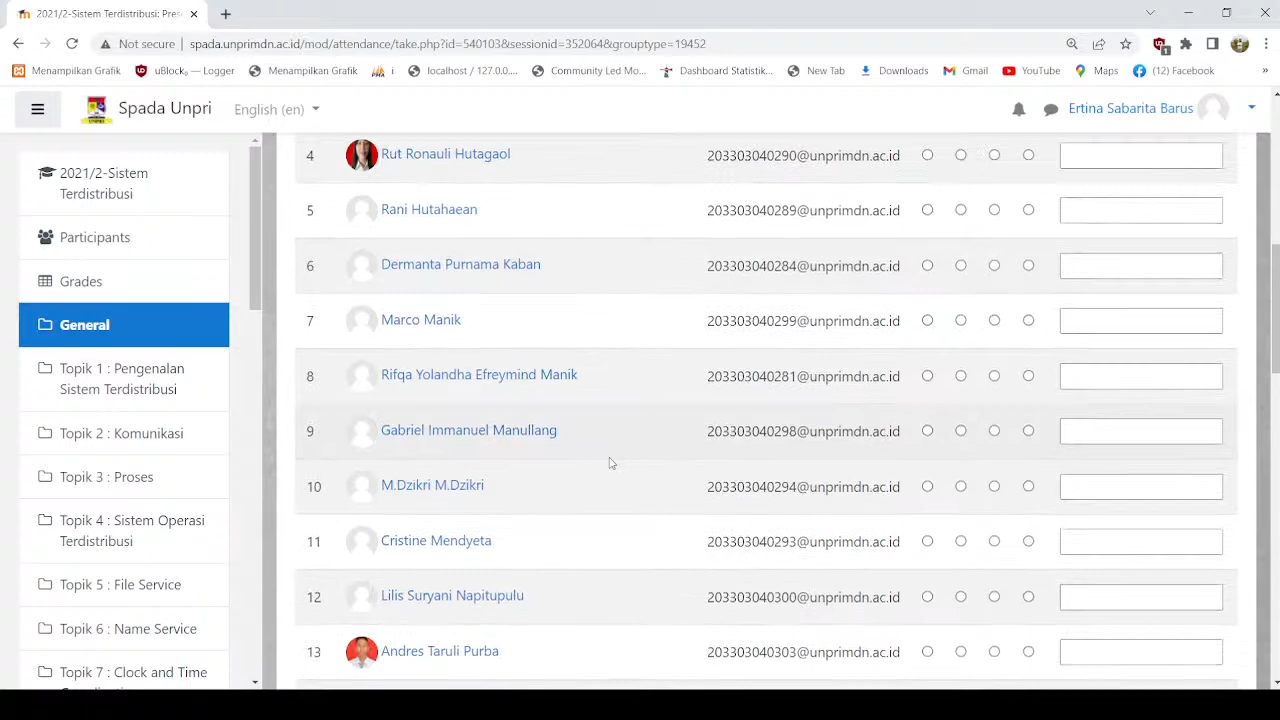 2021/2-Sistem Terdistribusi: Pres
Not secure | spada.unprimdn.ac.id/mod/attendance/take.php?id=540103&sessionid=352064&grouptype=19452
1
Menampilkan Grafik uBlock₀ — Logger Menampilkan Grafik i localhost / 127.0.0.... Community Led Mo... Dashboard Statistik... New Tab Downloads Gmail YouTube Maps (12) Facebook »
Spada Unpri English (en) Ertina Sabarita Barus
2021/2-Sistem
Terdistribusi
Participants
Grades
General
Topik 1 : Pengenalan
Sistem Terdistribusi
Topik 2 : Komunikasi
Topik 3 : Proses
Topik 4 : Sistem Operasi
Terdistribusi
Topik 5 : File Service
Topik 6 : Name Service
Topik 7 : Clock and Time
4 Rut Ronauli Hutagaol 203303040290@unprimdn.ac.id
5 Rani Hutahaean 203303040289@unprimdn.ac.id
6 Dermanta Purnama Kaban 203303040284@unprimdn.ac.id
7 Marco Manik 203303040299@unprimdn.ac.id
8 Rifqa Yolandha Efreymind Manik 203303040281@unprimdn.ac.id
9 Gabriel Immanuel Manullang 203303040298@unprimdn.ac.id
10 M.Dzikri M.Dzikri 203303040294@unprimdn.ac.id
11 Cristine Mendyeta 203303040293@unprimdn.ac.id
12 Lilis Suryani Napitupulu 203303040300@unprimdn.ac.id
13 Andres Taruli Purba 203303040303@unprimdn.ac.id